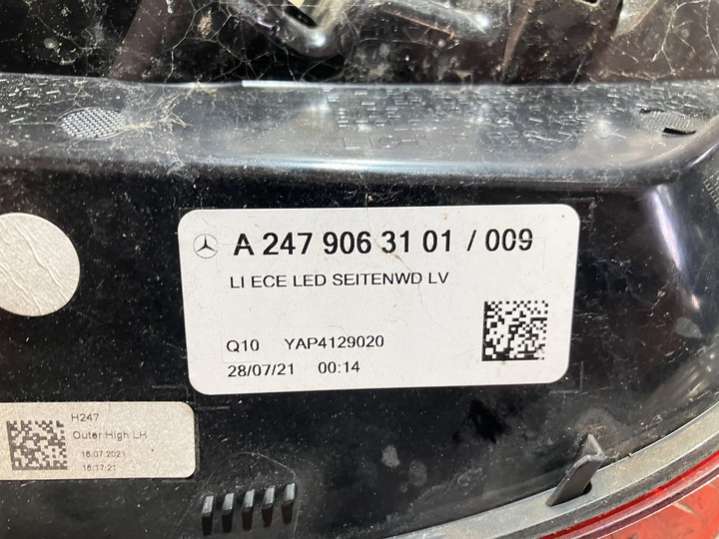 A 247 906 31 01 / 009
LI ECE LED SEITENWD LV
Q10 YAP4129020
28/07/21 00:14
H247
Outer High LH
16.07.2021
16:17:21